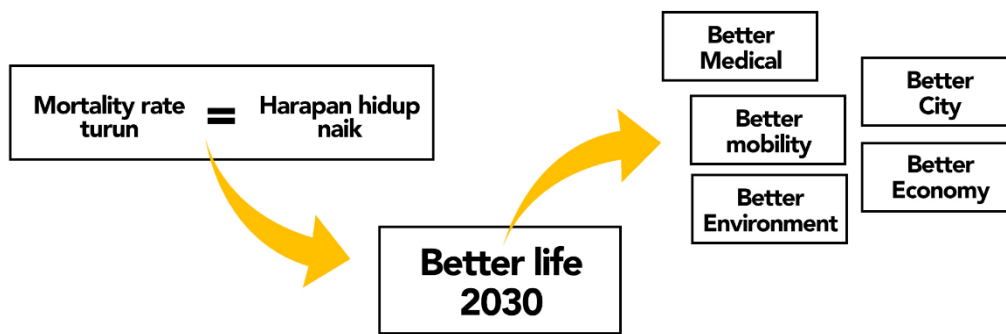 Mortality rate
turun
=
Harapan hidup
naik
Better life
2030
Better
Medical
Better
City
Better
mobility
Better
Economy
Better
Environment